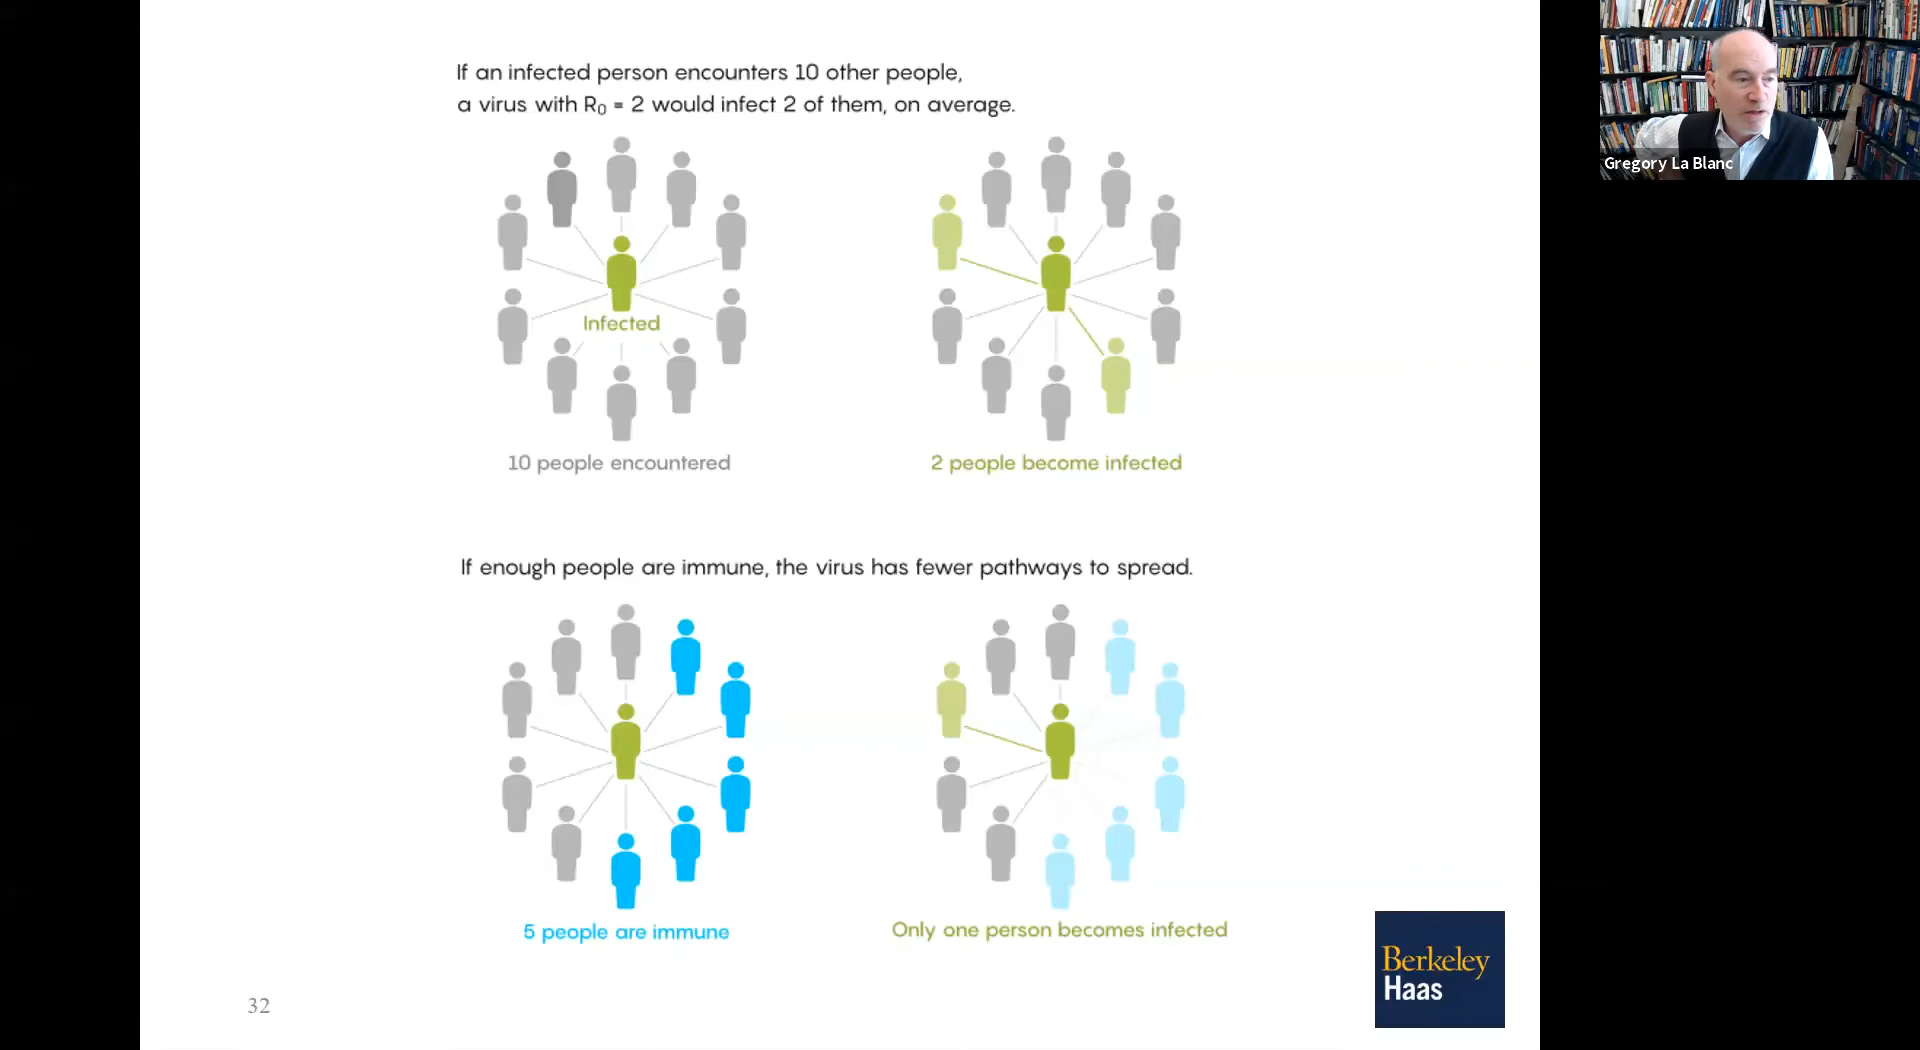 If an infected person encounters 10 other people,
a virus with R0 = 2 would infect 2 of them, on average.
Infected
10 people encountered
2 people become infected
If enough people are immune, the virus has fewer pathways to spread.
5 people are immune
Only one person becomes infected
32
Berkeley
Haas
Gregory La Blanc